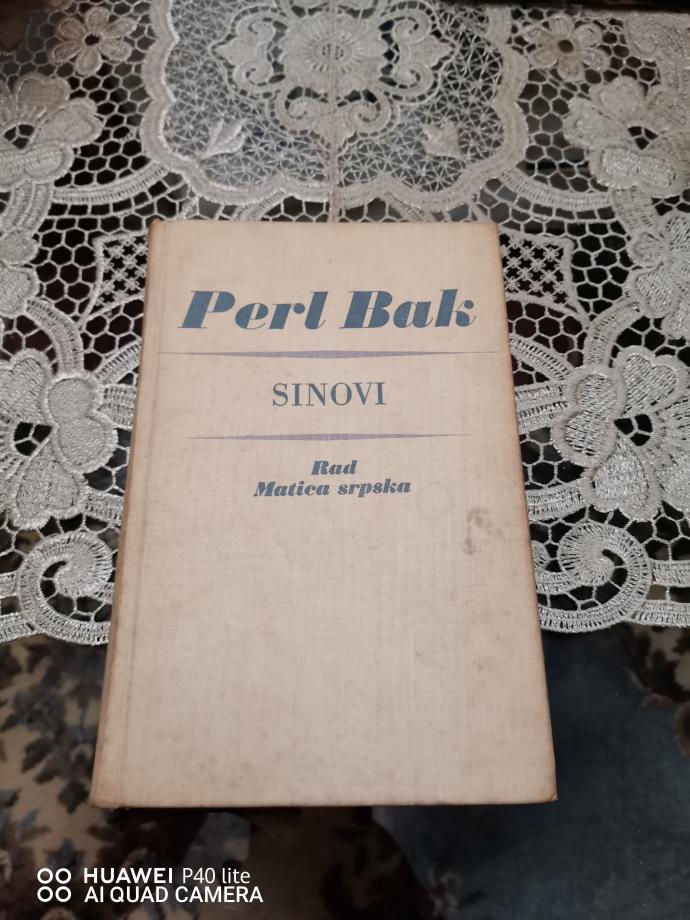 Perl Bak
SINOVI
Rad
Matica srpska
HUAWEI P40 lite
AI QUAD CAMERA